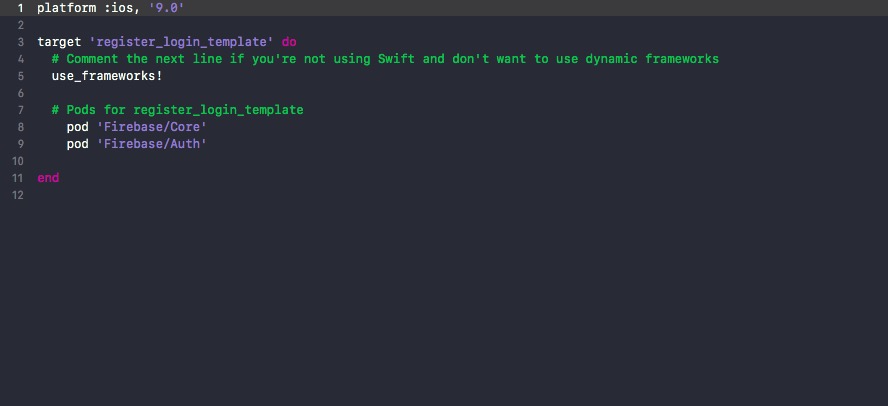 1 platform :ios, '9.0'
2
3 target 'register_login_template' do
4 # Comment the next line if you're not using Swift and don't want to use dynamic frameworks
5 use_frameworks!
6
7 # Pods for register_login_template
8 pod 'Firebase/Core'
9 pod 'Firebase/Auth'
10
11 end
12